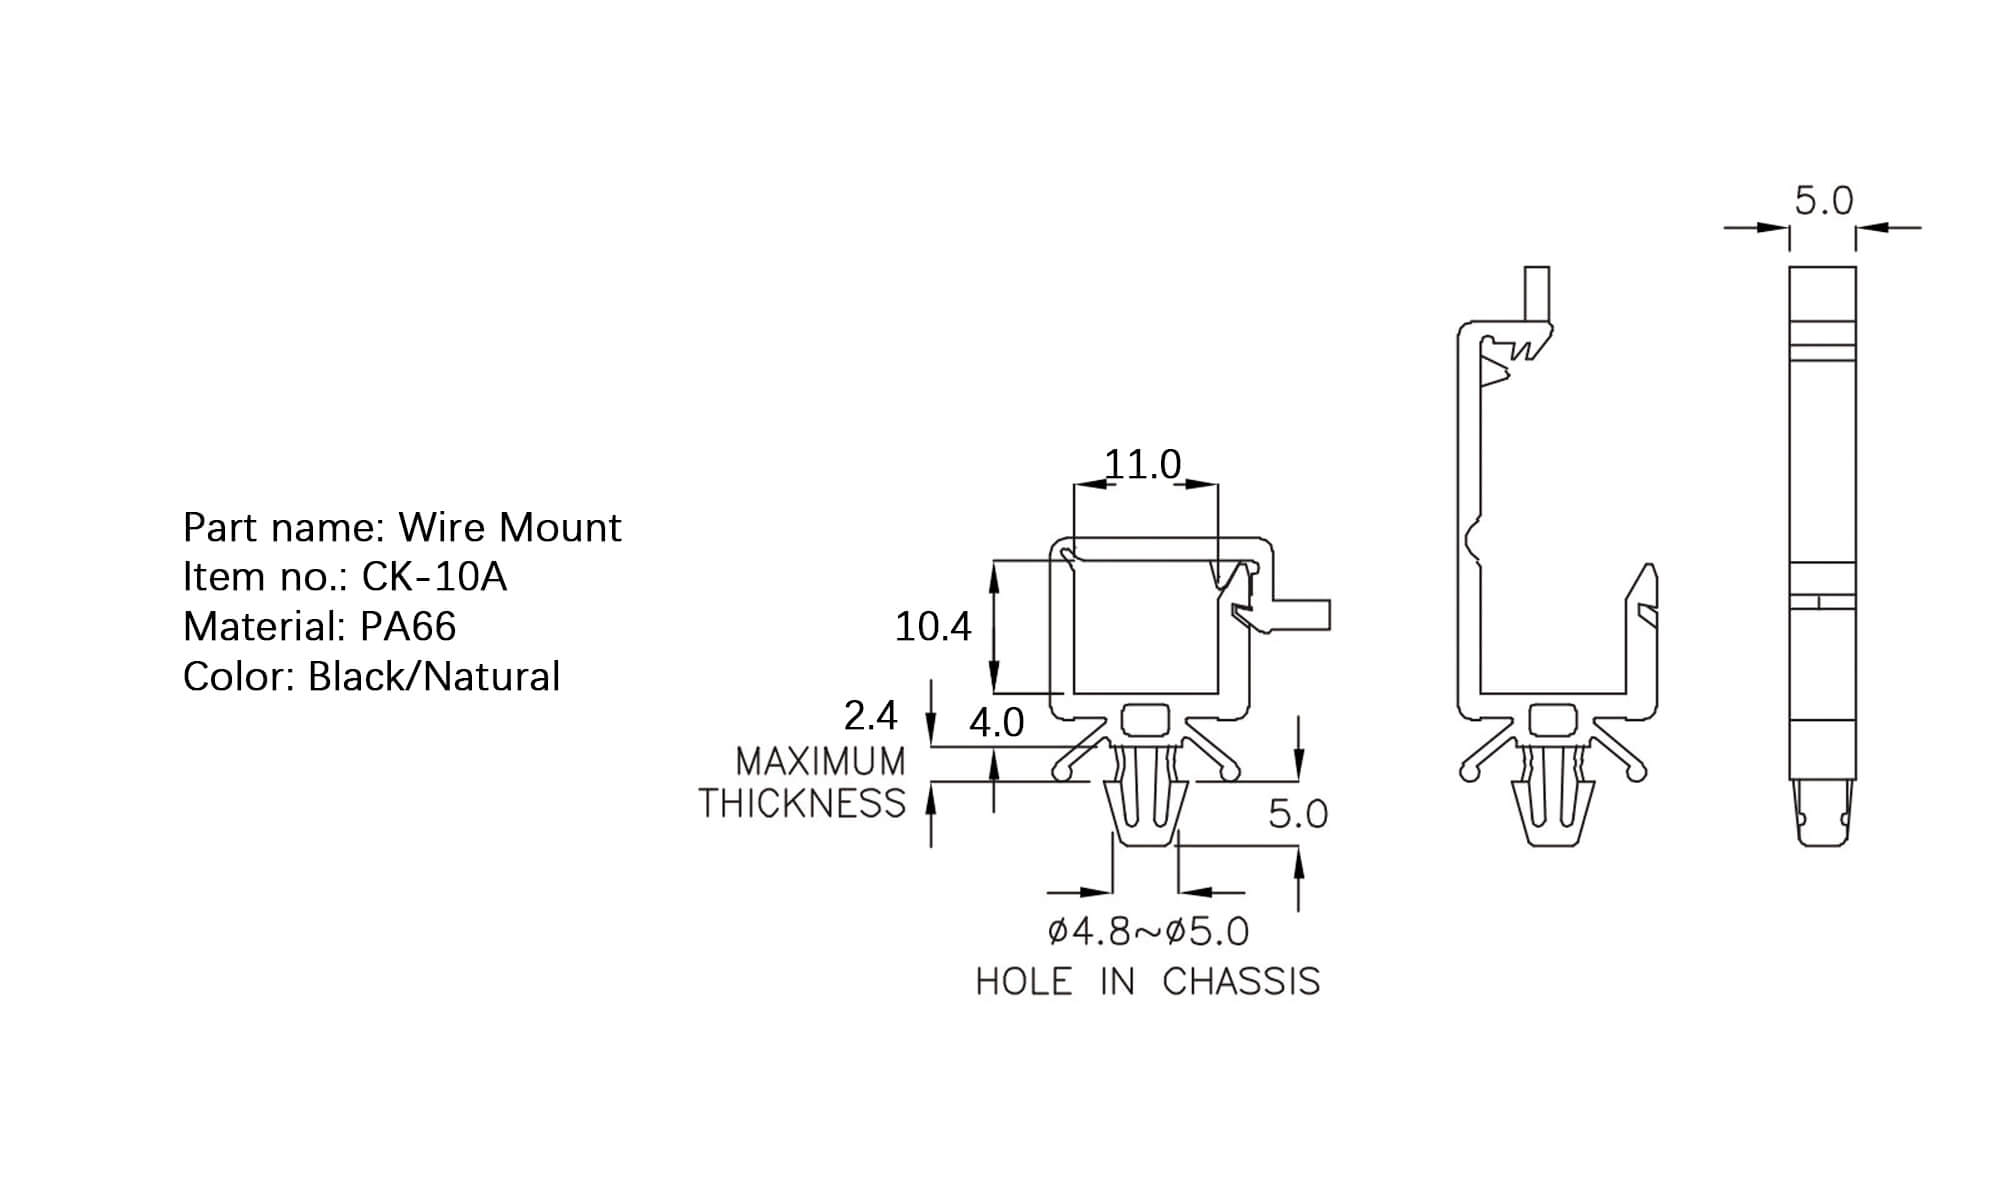 Part name: Wire Mount
Item no.: CK-10A
Material: PA66
Color: Black/Natural
5.0
11.0
10.4
2.4
4.0
MAXIMUM
THICKNESS
5.0
ø4.8~ø5.0
HOLE IN CHASSIS